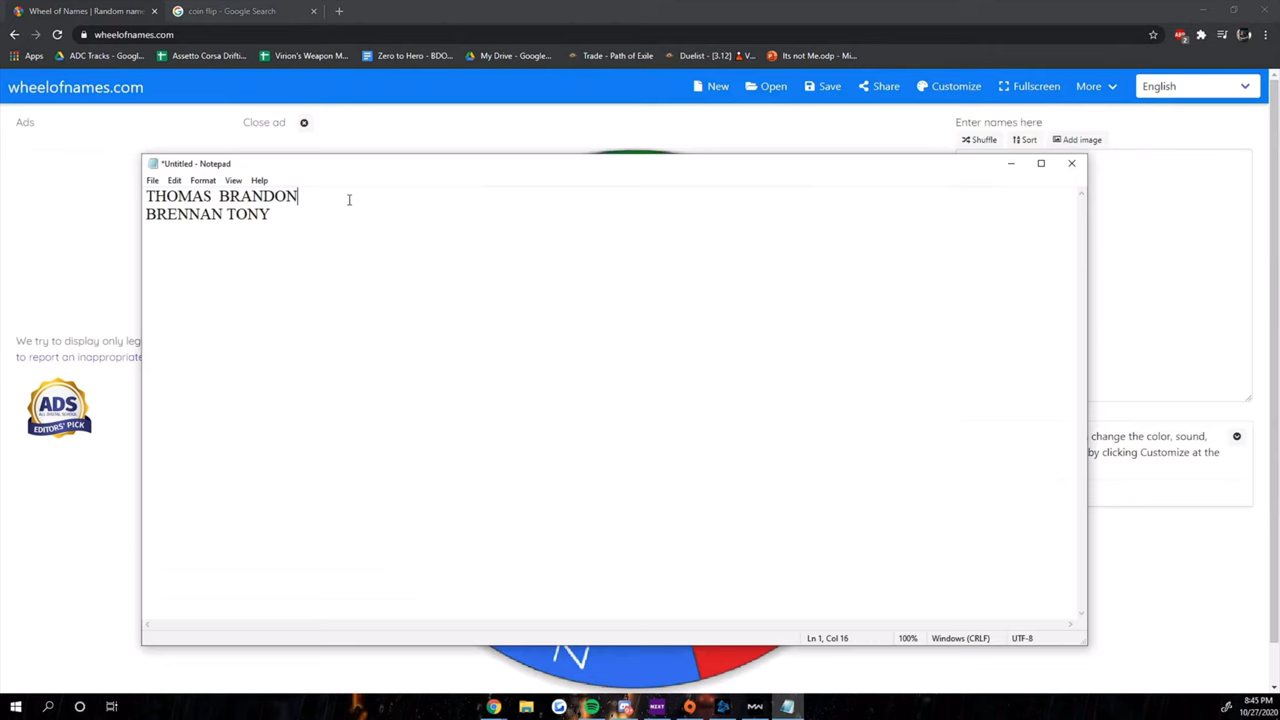 Wheel of Names | Random name
coin flip - Google Search
wheelofnames.com
Apps
ADC Tracks - Googl...
Assetto Corsa Drifti...
Virion's Weapon M...
Zero to Hero - BDO...
My Drive - Google...
Trade - Path of Exile
Duelist - [3.12]
V...
Its not Me.odp - Mi...
wheelofnames.com
New
Open
Save
Share
Customize
Fullscreen
More
English
Ads
Close ad
Enter names here
Shuffle
Sort
Add image
*Untitled - Notepad
File Edit Format View Help
THOMAS  BRANDON
BRENNAN TONY
We try to display only leg
to report an inappropriate
ADS
EDITORS' PICK
change the color, sound,
by clicking Customize at the
N
Ln 1, Col 16
100%
Windows (CRLF)
UTF-8
NEXT
8:45 PM
10/27/2020